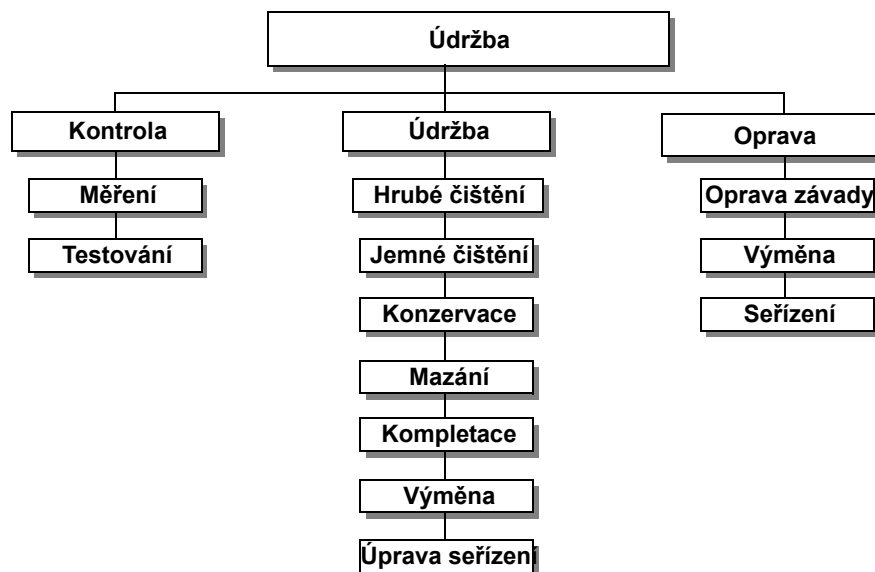 Údržba
Kontrola
Měření
Testování
Údržba
Hrubé čištění
Jemné čištění
Konzervace
Mazání
Kompletace
Výměna
Úprava seřízení
Oprava
Oprava závady
Výměna
Seřízení